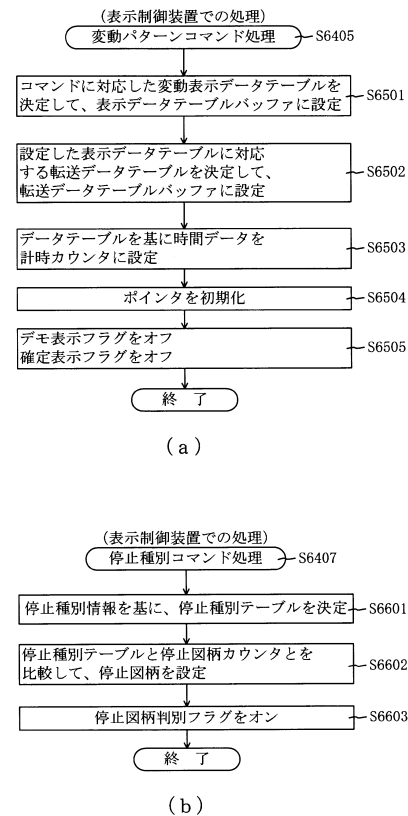 (表示制御装置での処理)
変動パターンコマンド処理
S6405
コマンドに対応した変動表示データテーブルを
決定して、表示データテーブルバッファに設定
S6501
設定した表示データテーブルに対応
する転送データテーブルを決定して、
転送データテーブルバッファに設定
S6502
データテーブルを基に時間データを
計時カウンタに設定
S6503
ポインタを初期化
S6504
デモ表示フラグをオフ
確定表示フラグをオフ
S6505
終 了
(a)
(表示制御装置での処理)
停止種別コマンド処理
S6407
停止種別情報を基に、停止種別テーブルを決定
S6601
停止種別テーブルと停止図柄カウンタとを
比較して、停止図柄を設定
S6602
停止図柄判別フラグをオン
S6603
終 了
(b)